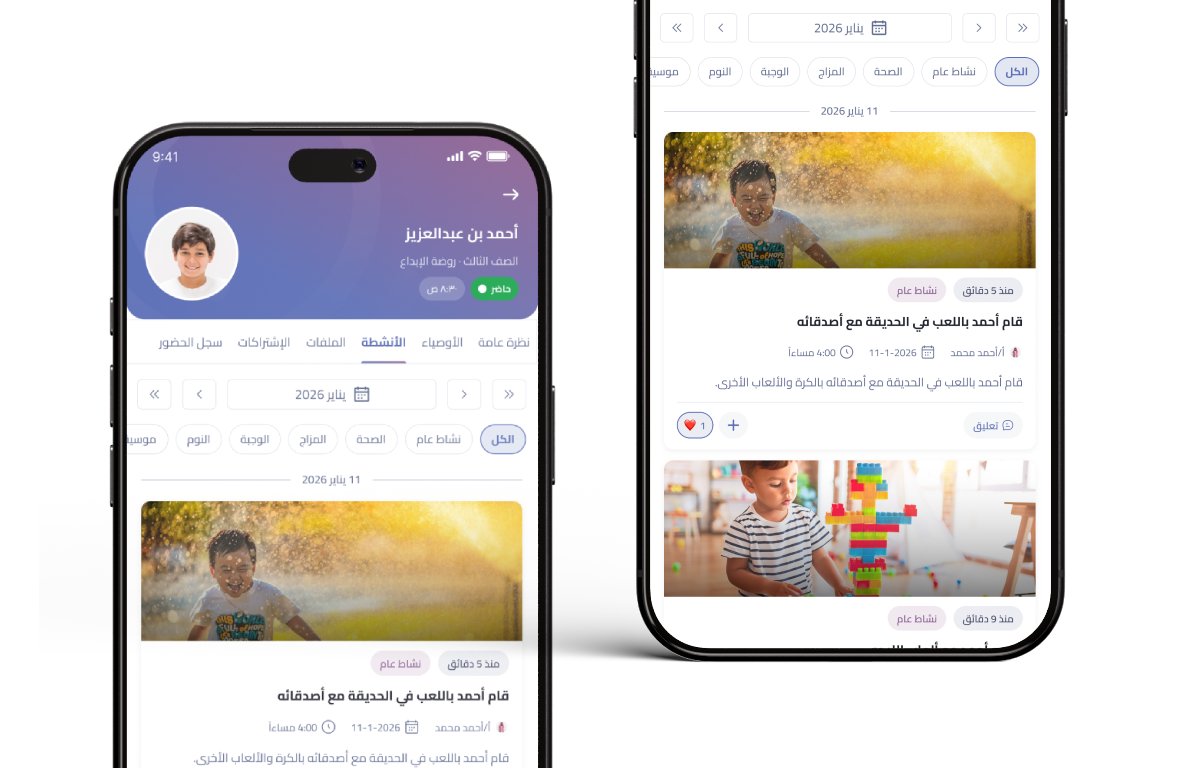 9:41
أحمد بن عبدالعزيز
الصف الثالث · روضة الإبداع
حاضر
٨:٣٠ ص
نظرة عامة
الأوصياء
الأنشطة
الملفات
الإشتراكات
سجل الحضور
يناير 2026
الكل
نشاط عام
الصحة
المزاج
الوجبة
النوم
موسيق
11 يناير 2026
منذ 5 دقائق
نشاط عام
قام أحمد باللعب في الحديقة مع أصدقائه
أ/أحمد محمد
11-1-2026
4:00 مساءاً
قام أحمد باللعب في الحديقة مع أصدقائه بالكرة والألعاب الأخرى.
يناير 2026
الكل
نشاط عام
الصحة
المزاج
الوجبة
النوم
موسيق
11 يناير 2026
منذ 5 دقائق
نشاط عام
قام أحمد باللعب في الحديقة مع أصدقائه
أ/أحمد محمد
11-1-2026
4:00 مساءاً
قام أحمد باللعب في الحديقة مع أصدقائه بالكرة والألعاب الأخرى.
تعليق
1
منذ 9 دقائق
نشاط عام